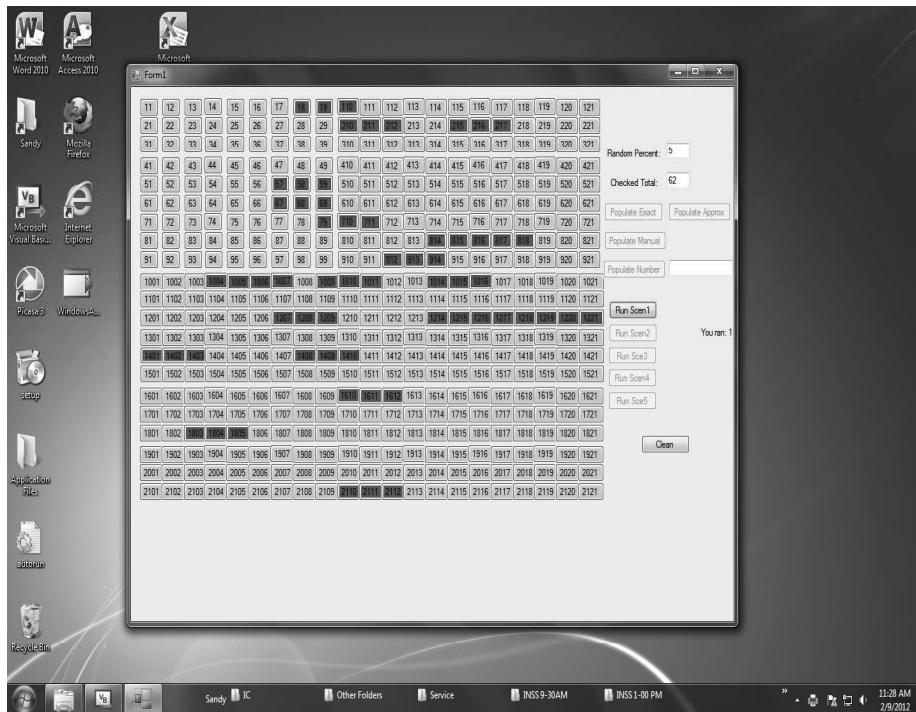 Microsoft Word 2010
Microsoft Access 2010
Microsoft
Sandy
Mozilla Firefox
Microsoft Visual Basi...
Internet Explorer
Picasa 3
WindowsA...
setup
Application Files
autorun
Recycle Bin
Form1
11 12 13 14 15 16 17 18 19 110 111 112 113 114 115 116 117 118 119 120 121
21 22 23 24 25 26 27 28 29 210 211 212 213 214 215 216 217 218 219 220 221
31 32 33 34 35 36 37 38 39 310 311 312 313 314 315 316 317 318 319 320 321
41 42 43 44 45 46 47 48 49 410 411 412 413 414 415 416 417 418 419 420 421
51 52 53 54 55 56 57 58 59 510 511 512 513 514 515 516 517 518 519 520 521
61 62 63 64 65 66 67 68 69 610 611 612 613 614 615 616 617 618 619 620 621
71 72 73 74 75 76 77 78 79 710 711 712 713 714 715 716 717 718 719 720 721
81 82 83 84 85 86 87 88 89 810 811 812 813 814 815 816 817 818 819 820 821
91 92 93 94 95 96 97 98 99 910 911 912 913 914 915 916 917 918 919 920 921
1001 1002 1003 1004 1005 1006 1007 1008 1009 1010 1011 1012 1013 1014 1015 1016 1017 1018 1019 1020 1021
1101 1102 1103 1104 1105 1106 1107 1108 1109 1110 1111 1112 1113 1114 1115 1116 1117 1118 1119 1120 1121
1201 1202 1203 1204 1205 1206 1207 1208 1209 1210 1211 1212 1213 1214 1215 1216 1217 1218 1219 1220 1221
1301 1302 1303 1304 1305 1306 1307 1308 1309 1310 1311 1312 1313 1314 1315 1316 1317 1318 1319 1320 1321
1401 1402 1403 1404 1405 1406 1407 1408 1409 1410 1411 1412 1413 1414 1415 1416 1417 1418 1419 1420 1421
1501 1502 1503 1504 1505 1506 1507 1508 1509 1510 1511 1512 1513 1514 1515 1516 1517 1518 1519 1520 1521
1601 1602 1603 1604 1605 1606 1607 1608 1609 1610 1611 1612 1613 1614 1615 1616 1617 1618 1619 1620 1621
1701 1702 1703 1704 1705 1706 1707 1708 1709 1710 1711 1712 1713 1714 1715 1716 1717 1718 1719 1720 1721
1801 1802 1803 1804 1805 1806 1807 1808 1809 1810 1811 1812 1813 1814 1815 1816 1817 1818 1819 1820 1821
1901 1902 1903 1904 1905 1906 1907 1908 1909 1910 1911 1912 1913 1914 1915 1916 1917 1918 1919 1920 1921
2001 2002 2003 2004 2005 2006 2007 2008 2009 2010 2011 2012 2013 2014 2015 2016 2017 2018 2019 2020 2021
2101 2102 2103 2104 2105 2106 2107 2108 2109 2110 2111 2112 2113 2114 2115 2116 2117 2118 2119 2120 2121
Random Percent: 5
Checked Total: 62
Populate Exact Populate Approx
Populate Manual
Populate Number
Run Scen1
Run Scen2 You ran: 1
Run Sce3
Run Scen4
Run Sce5
Clean
Sandy IC Other Folders Service INSS 9-30AM INSS 1-00 PM » 11:28 AM
2/9/2012